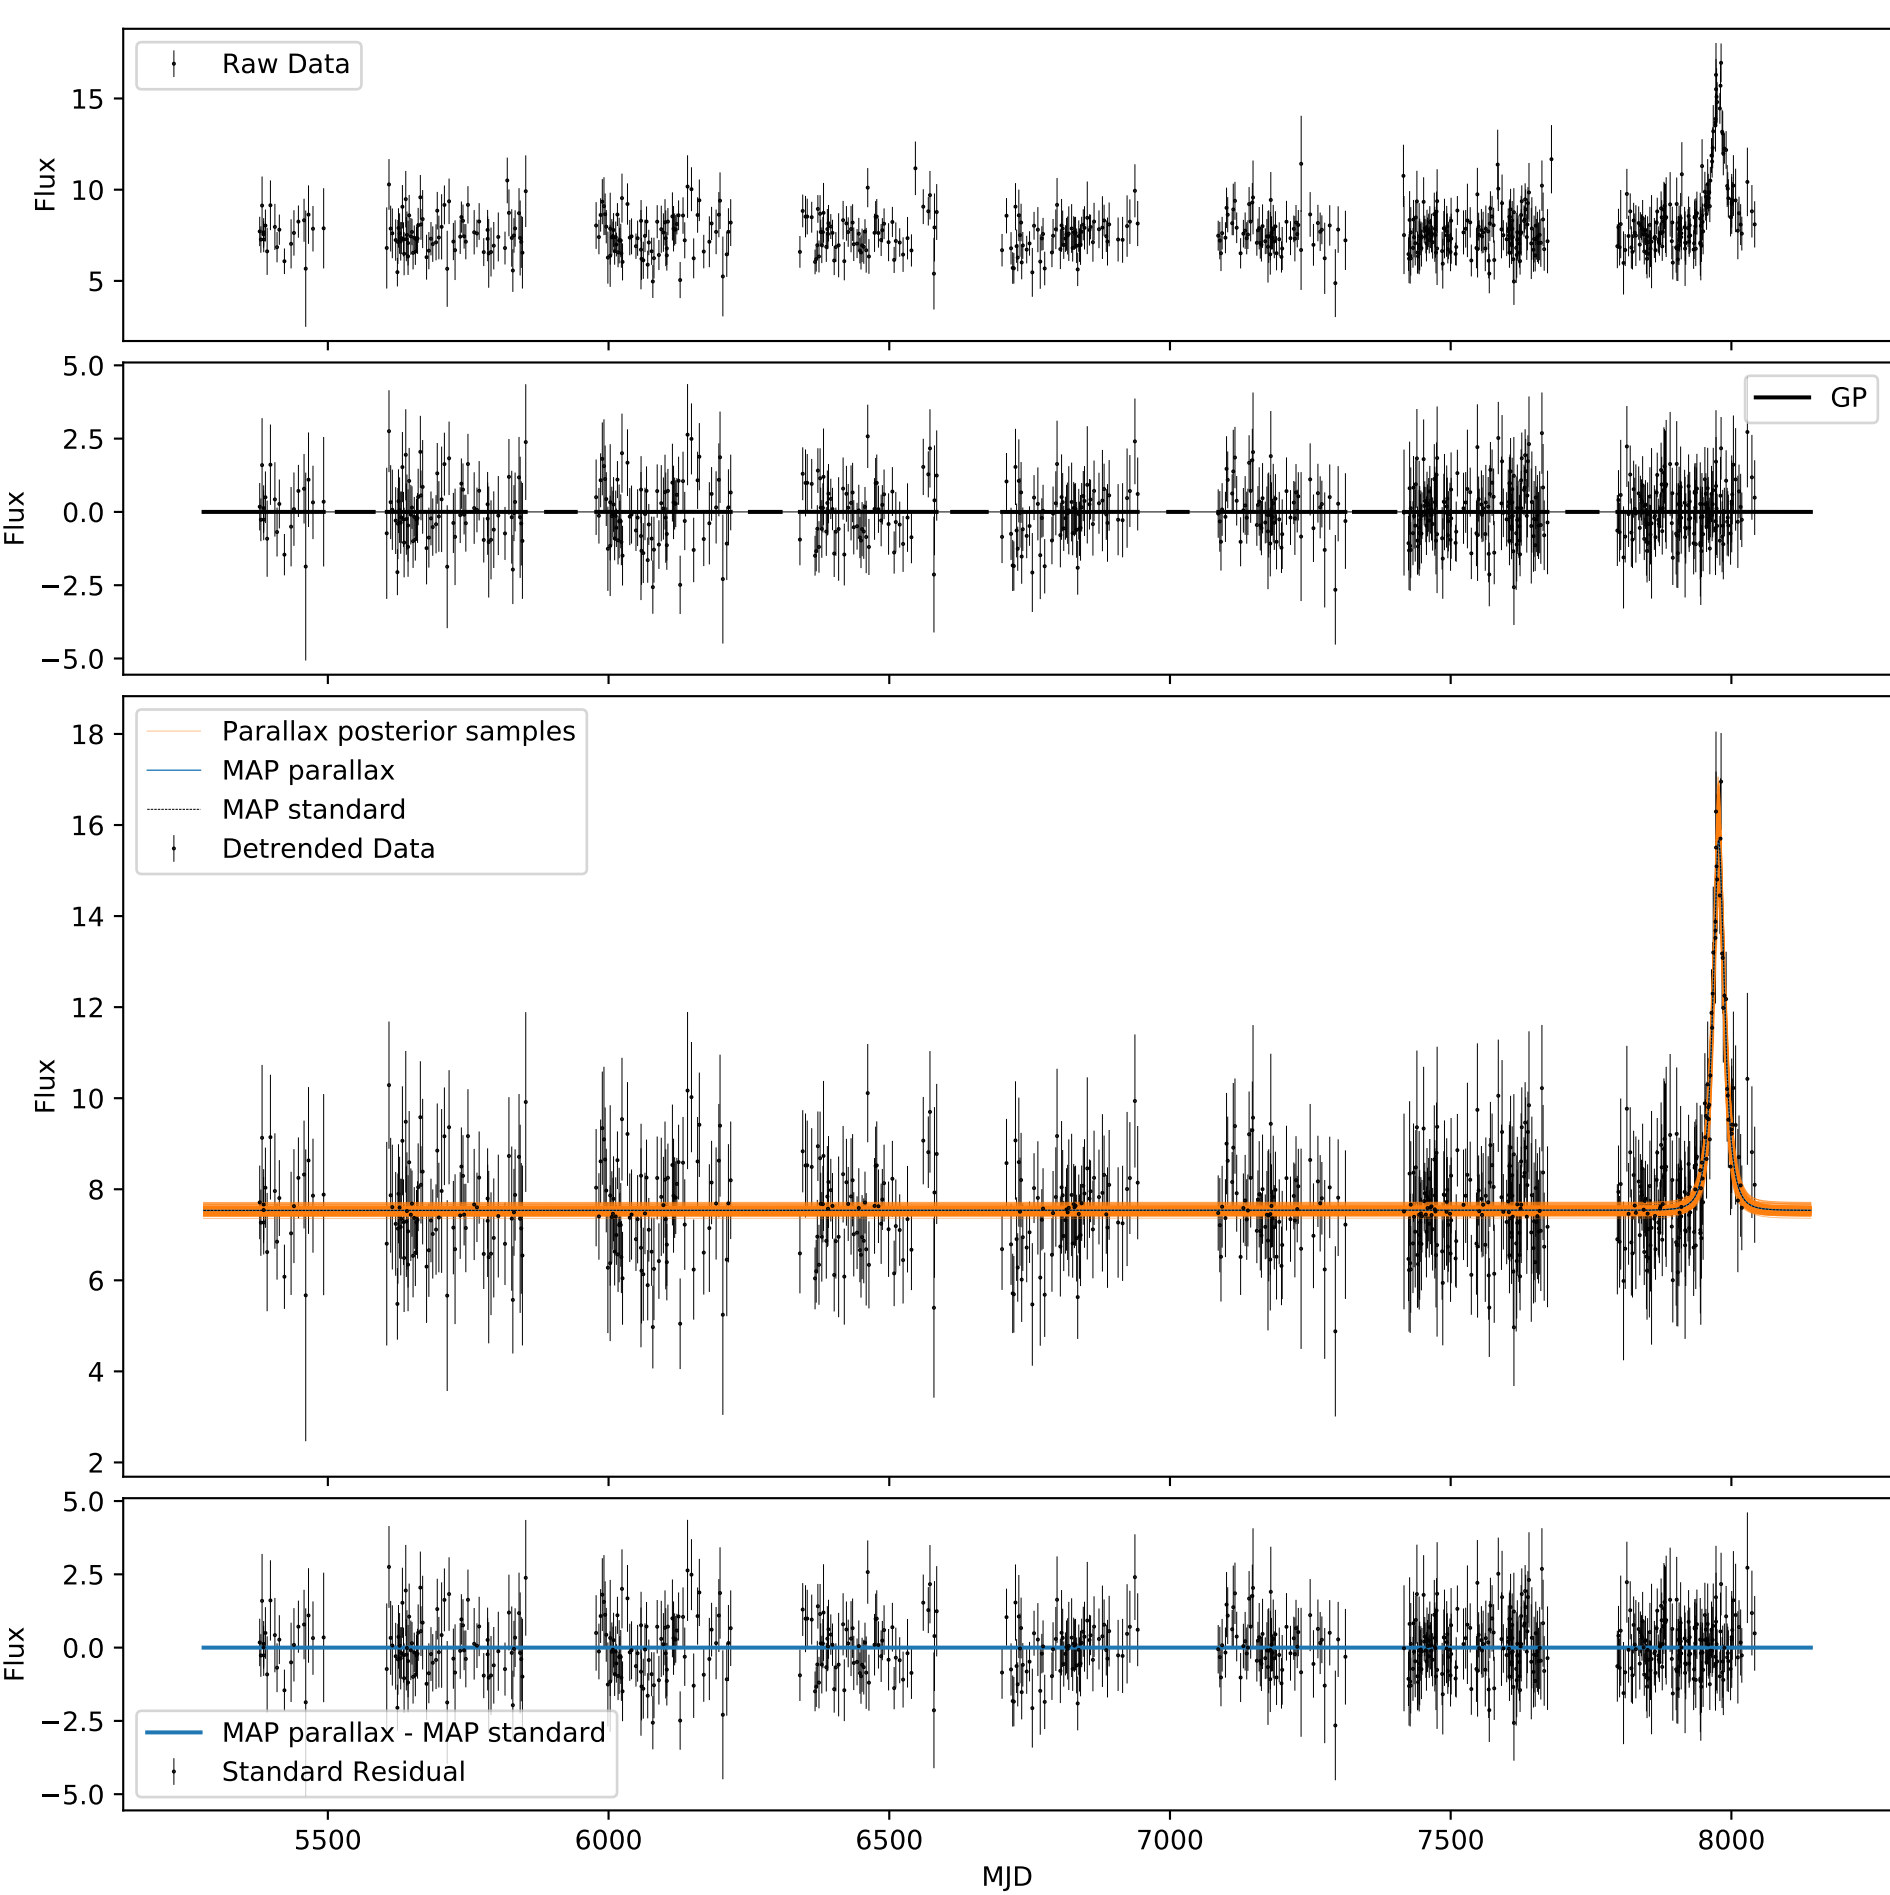 Raw Data
15
10
5
Flux
GP
5.0
2.5
0.0
−2.5
−5.0
Flux
Parallax posterior samples
MAP parallax
MAP standard
Detrended Data
18
16
14
12
10
8
6
4
2
Flux
5.0
2.5
0.0
−2.5
−5.0
Flux
MAP parallax - MAP standard
Standard Residual
5500 6000 6500 7000 7500 8000
MJD